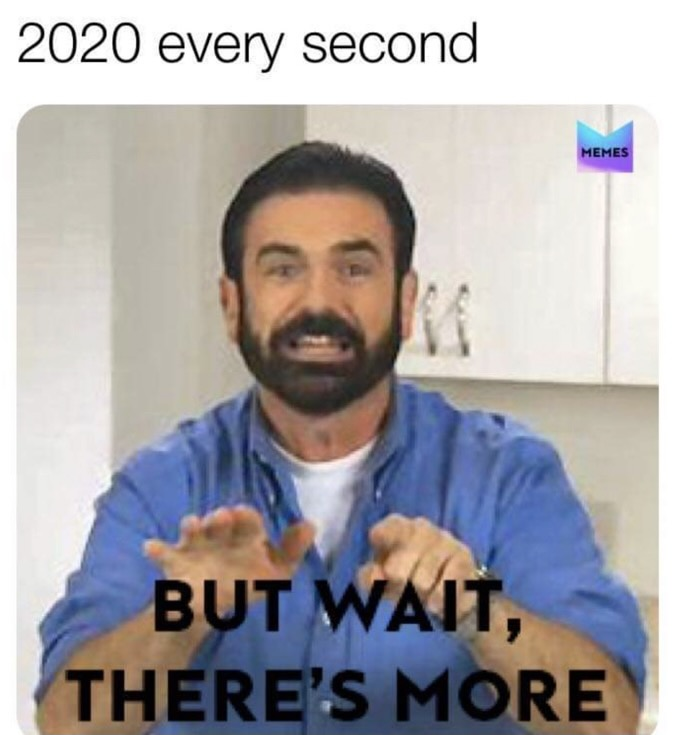 2020 every second
MEMES
BUT WAIT,
THERE'S MORE